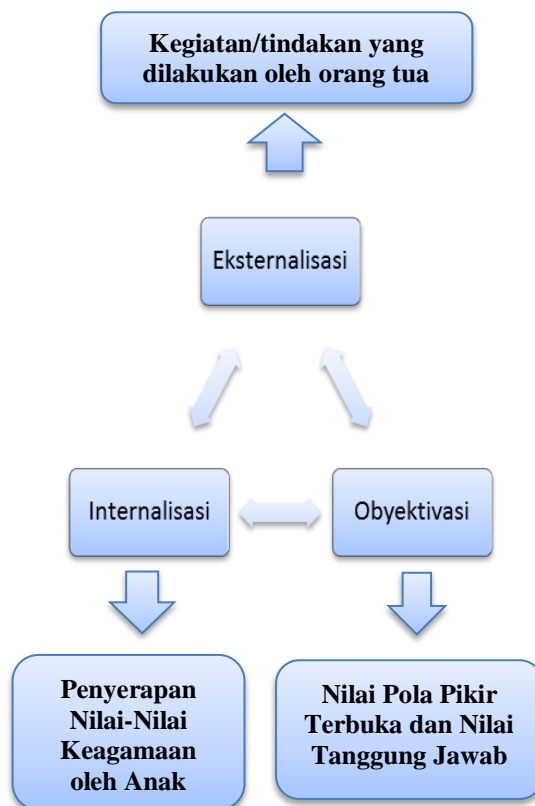 Kegiatan/tindakan yang
dilakukan oleh orang tua
Eksternalisasi
Internalisasi
Obyektivasi
Penyerapan
Nilai-Nilai
Keagamaan
oleh Anak
Nilai Pola Pikir
Terbuka dan Nilai
Tanggung Jawab